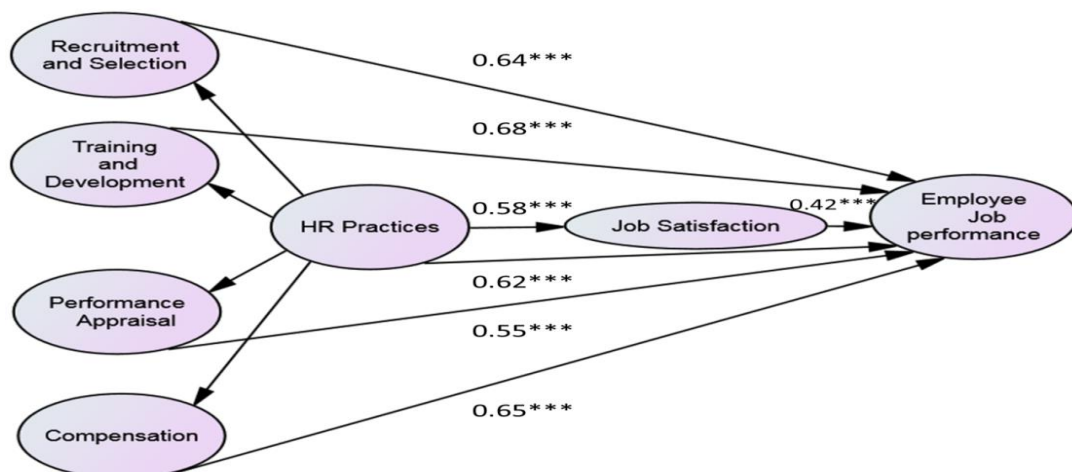 Recruitment
and Selection
0.64***
Training
and
Development
0.68***
HR Practices
0.58***
Job Satisfaction
0.42***
Employee
Job
performance
0.62***
Performance
Appraisal
0.55***
Compensation
0.65***